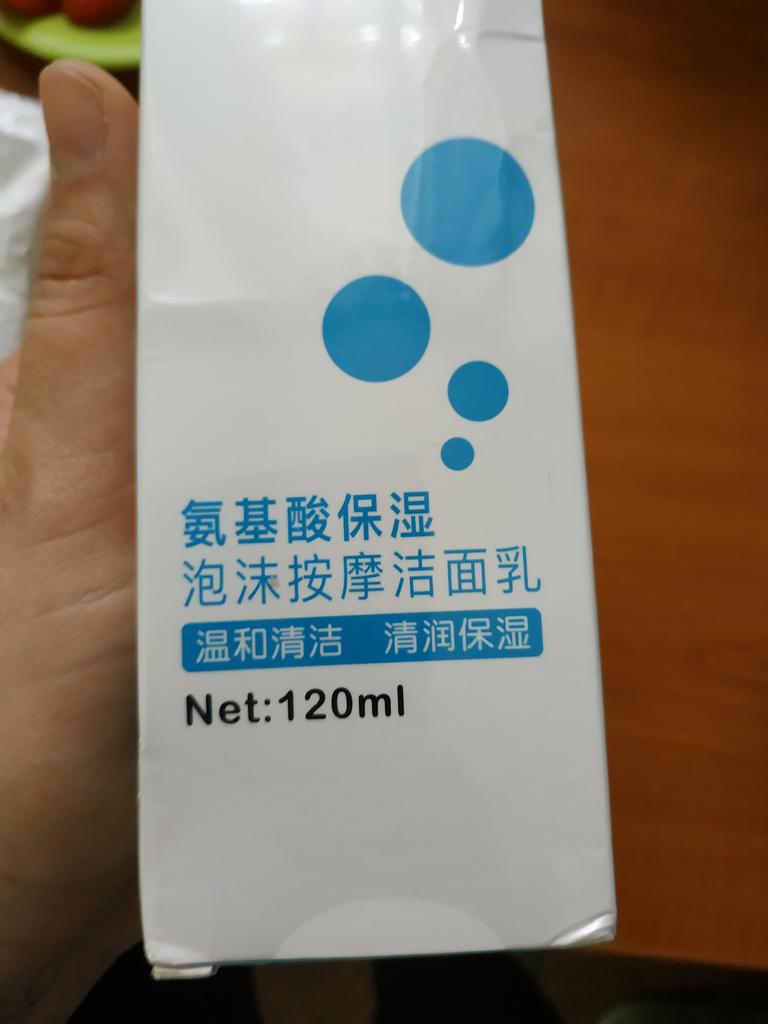 氨基酸保湿
泡沫按摩洁面乳
温和清洁 清润保湿
Net:120ml